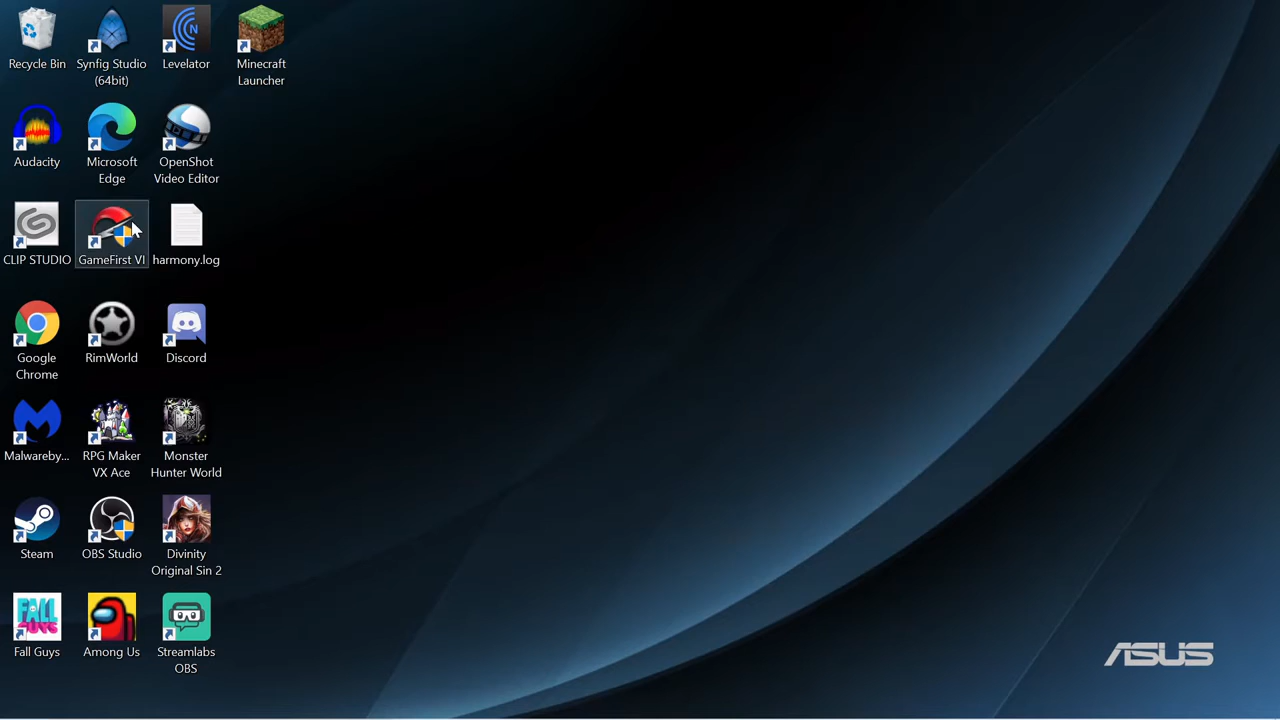 Recycle Bin
Synfig Studio
(64bit)
Levelator
Minecraft
Launcher
Audacity
Microsoft
Edge
OpenShot
Video Editor
CLIP STUDIO
GameFirst VI
harmony.log
Google
Chrome
RimWorld
Discord
Malwareby...
RPG Maker
VX Ace
Monster
Hunter World
Steam
OBS Studio
Divinity
Original Sin 2
FALL
GUYS
Fall Guys
Among Us
Streamlabs
OBS
ASUS